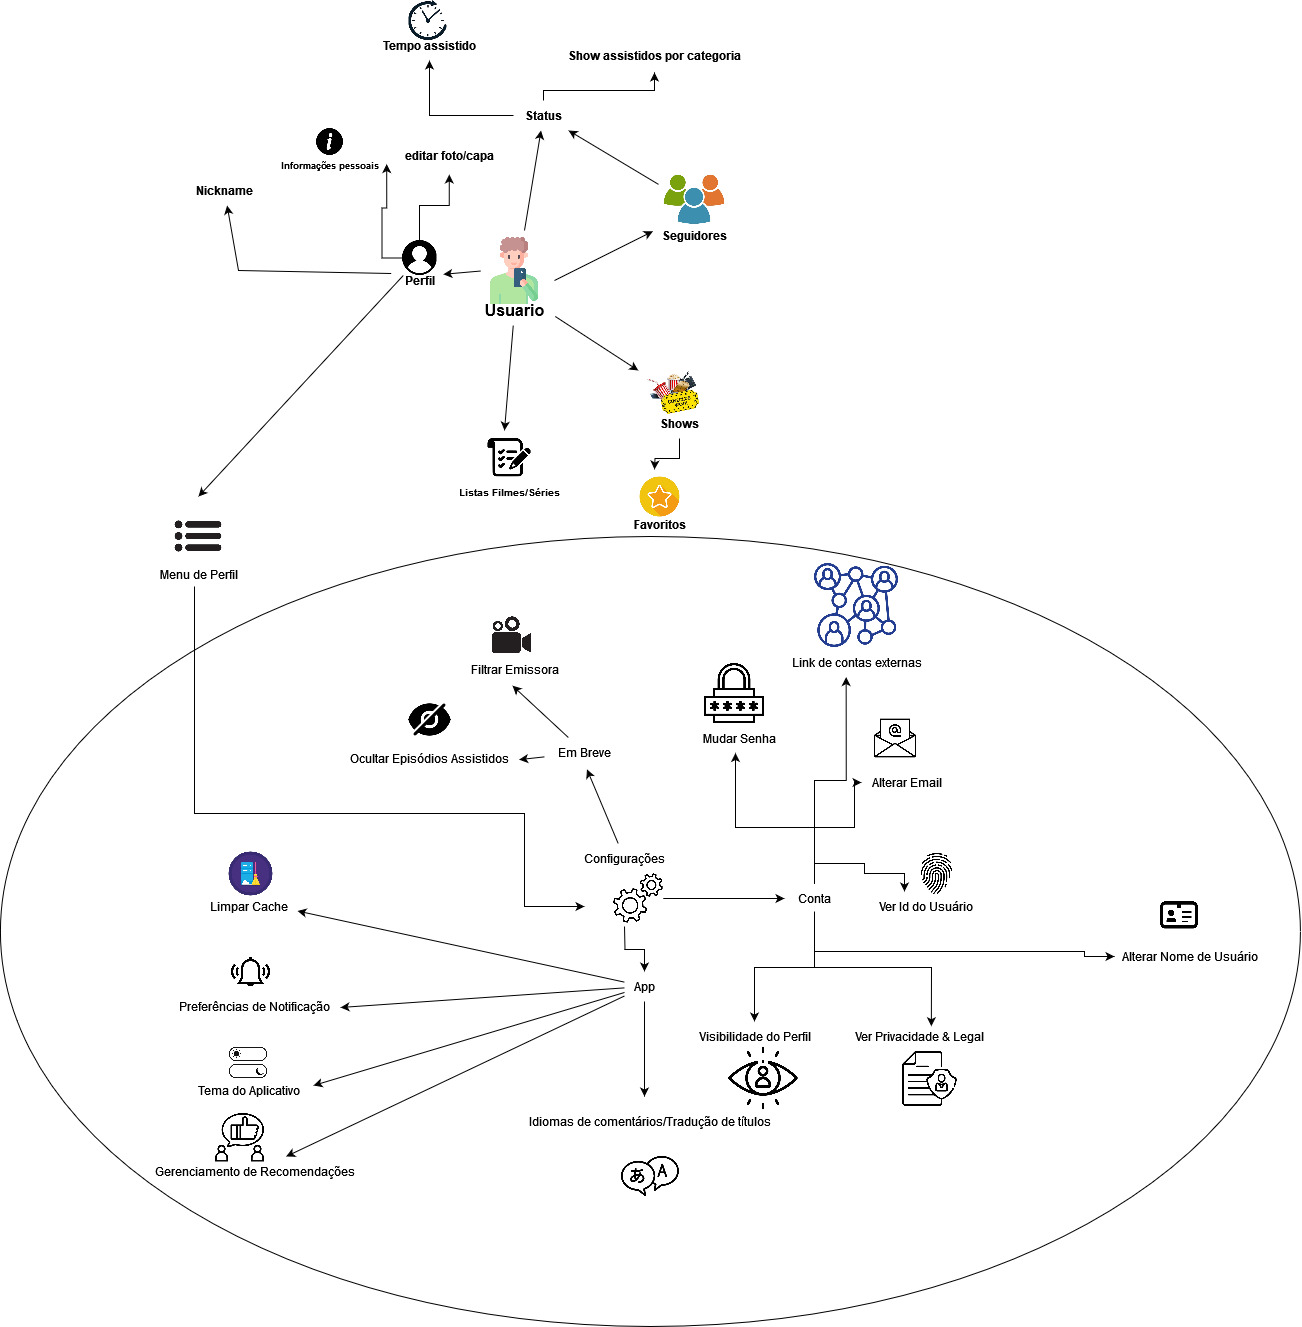 Tempo assistido
Show assistidos por categoria
Status
editar foto/capa
Informações pessoais
Nickname
Seguidores
Perfil
Usuario
Shows
Listas Filmes/Séries
Favoritos
Menu de Perfil
Link de contas externas
Filtrar Emissora
****
Mudar Senha
@
Em Breve
Ocultar Episódios Assistidos
Alterar Email
Configurações
Conta
Limpar Cache
Ver Id do Usuário
Alterar Nome de Usuário
App
Preferências de Notificação
Visibilidade do Perfil
Ver Privacidade & Legal
Tema do Aplicativo
Idiomas de comentários/Tradução de títulos
Gerenciamento de Recomendações
あ A